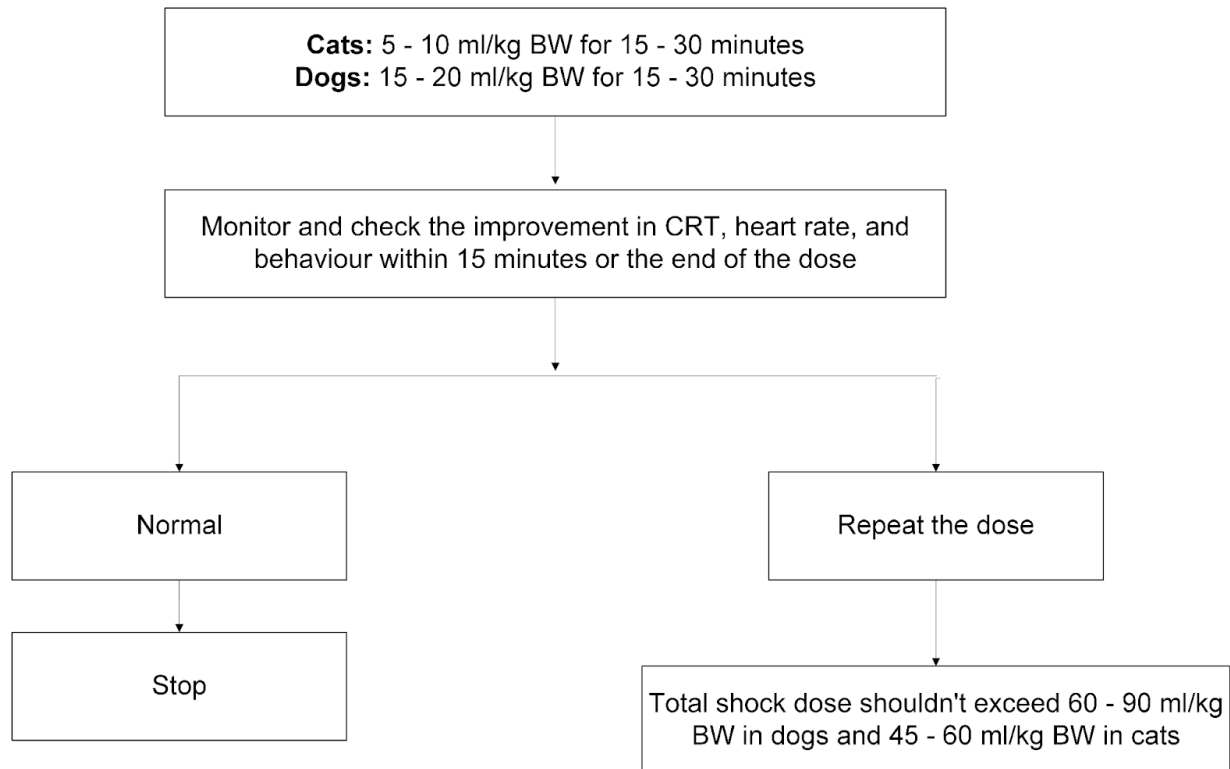 Cats: 5 - 10 ml/kg BW for 15 - 30 minutes
Dogs: 15 - 20 ml/kg BW for 15 - 30 minutes
Monitor and check the improvement in CRT, heart rate, and
behaviour within 15 minutes or the end of the dose
Normal
Repeat the dose
Stop
Total shock dose shouldn't exceed 60 - 90 ml/kg
BW in dogs and 45 - 60 ml/kg BW in cats